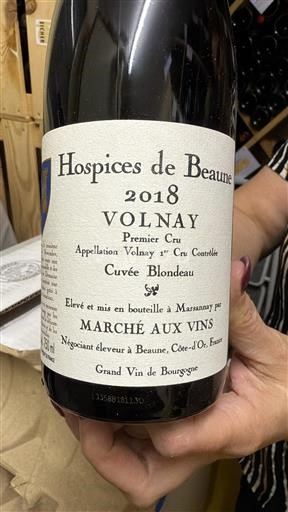 Hospices de Beaune
2018
VOLNAY
Premier Cru
Appellation Volnay 1er Cru Contrôlée
Cuvée Blondeau
Elevé et mis en bouteille à Marsannay par
MARCHÉ AUX VINS
Négociant éleveur à Beaune, Côte-d'Or, France
Grand Vin de Bourgogne